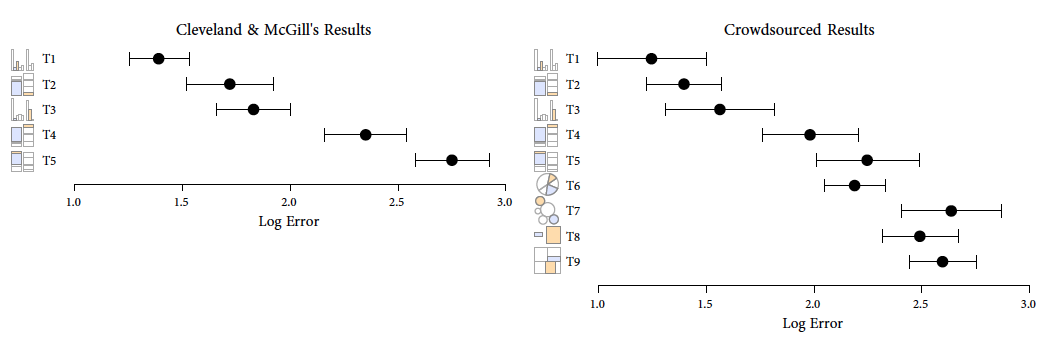 Cleveland & McGill's Results
T1
T2
T3
T4
T5
1.0 1.5 2.0 2.5 3.0
Log Error
Crowdsourced Results
T1
T2
T3
T4
T5
T6
T7
T8
T9
1.0 1.5 2.0 2.5 3.0
Log Error